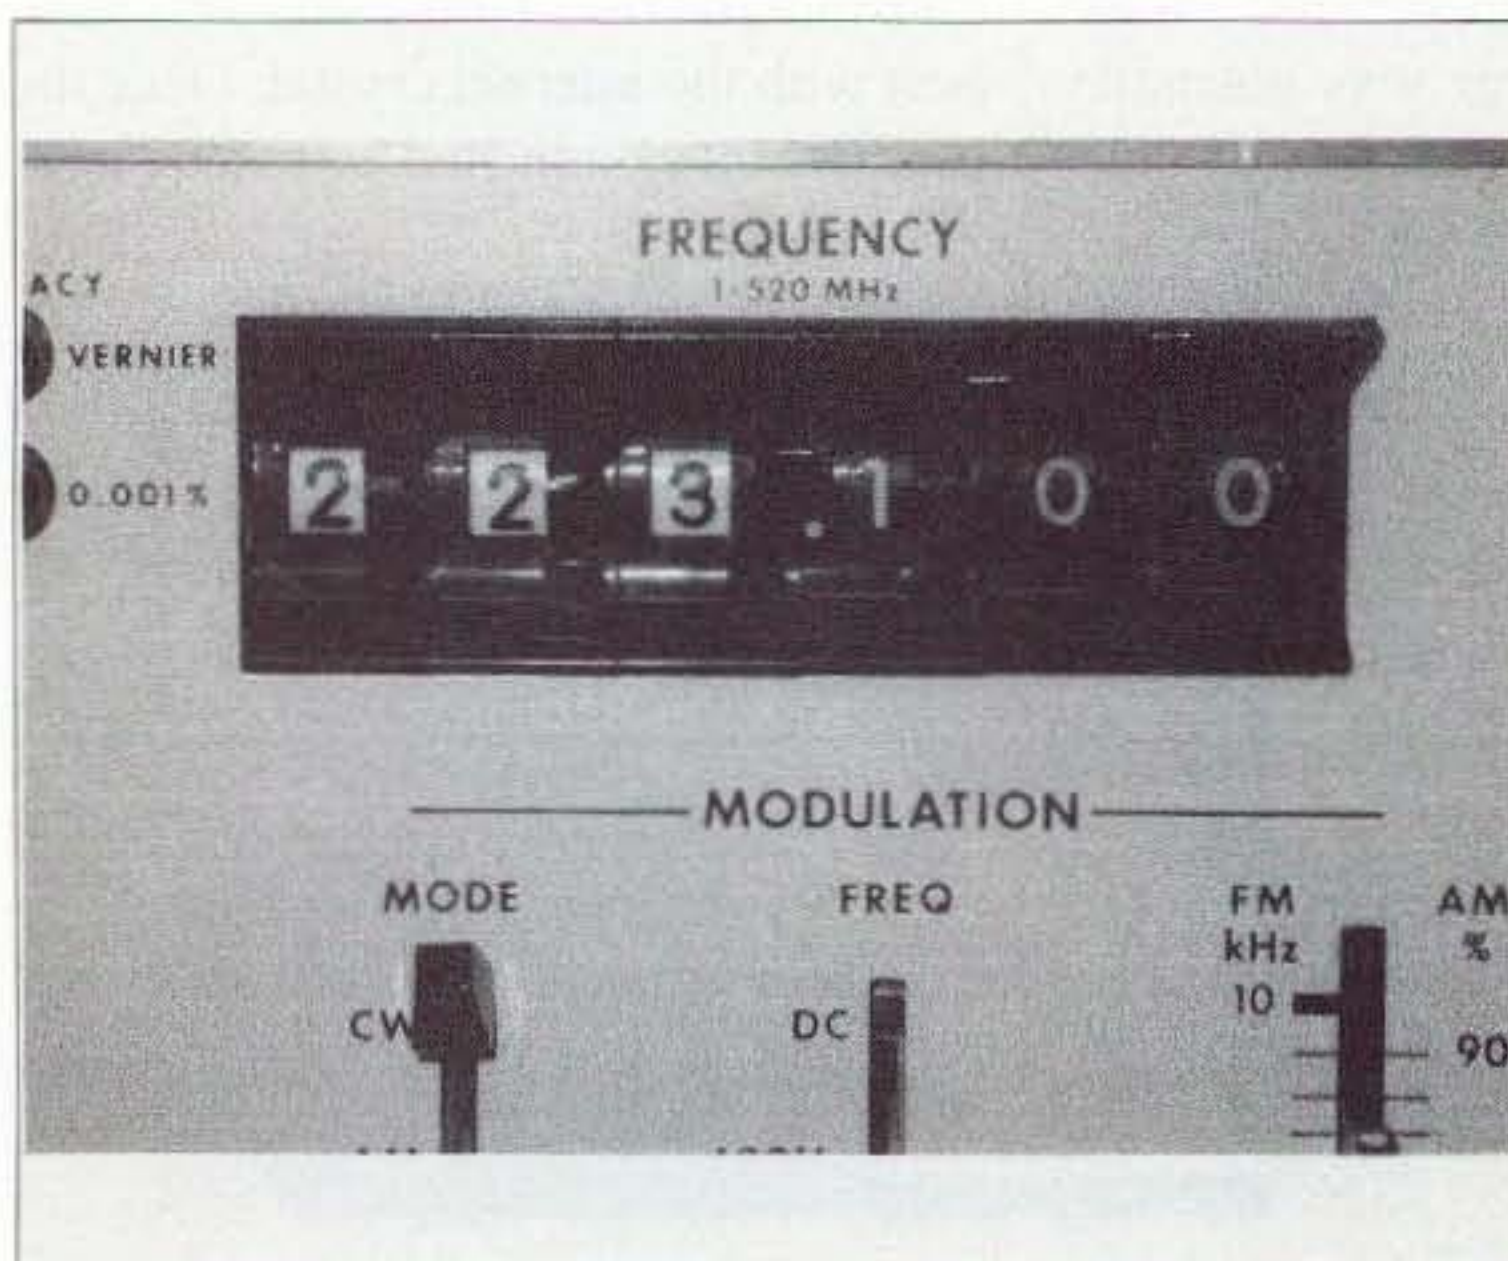 FREQUENCY
1-520 MHz
ACY
VERNIER
0.001%
2 2 3 . 1 0 0
MODULATION
MODE
FREQ
FM
kHz
AM
%
CW
DC
10
90